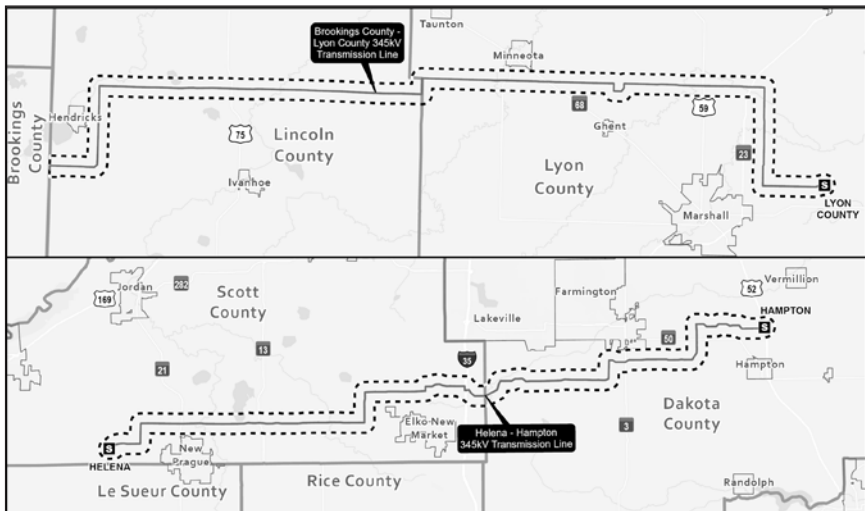 Taunton
Brookings County -
Lyon County 345kV
Transmission Line
Minneota
Hendricks
Brookings
County
75
Lincoln
County
68
59
Ghent
Ivanhoe
Lyon
County
23
S
LYON
COUNTY
Marshall
169
Jordan
282
Scott
County
Lakeville
Farmington
52
Vermillion
HAMPTON
S
21
13
35
50
Hampton
Elko New
Market
Dakota
County
3
Helena - Hampton
345kV Transmission Line
S
HELENA
New
Prague
Le Sueur County
Rice County
Randolph